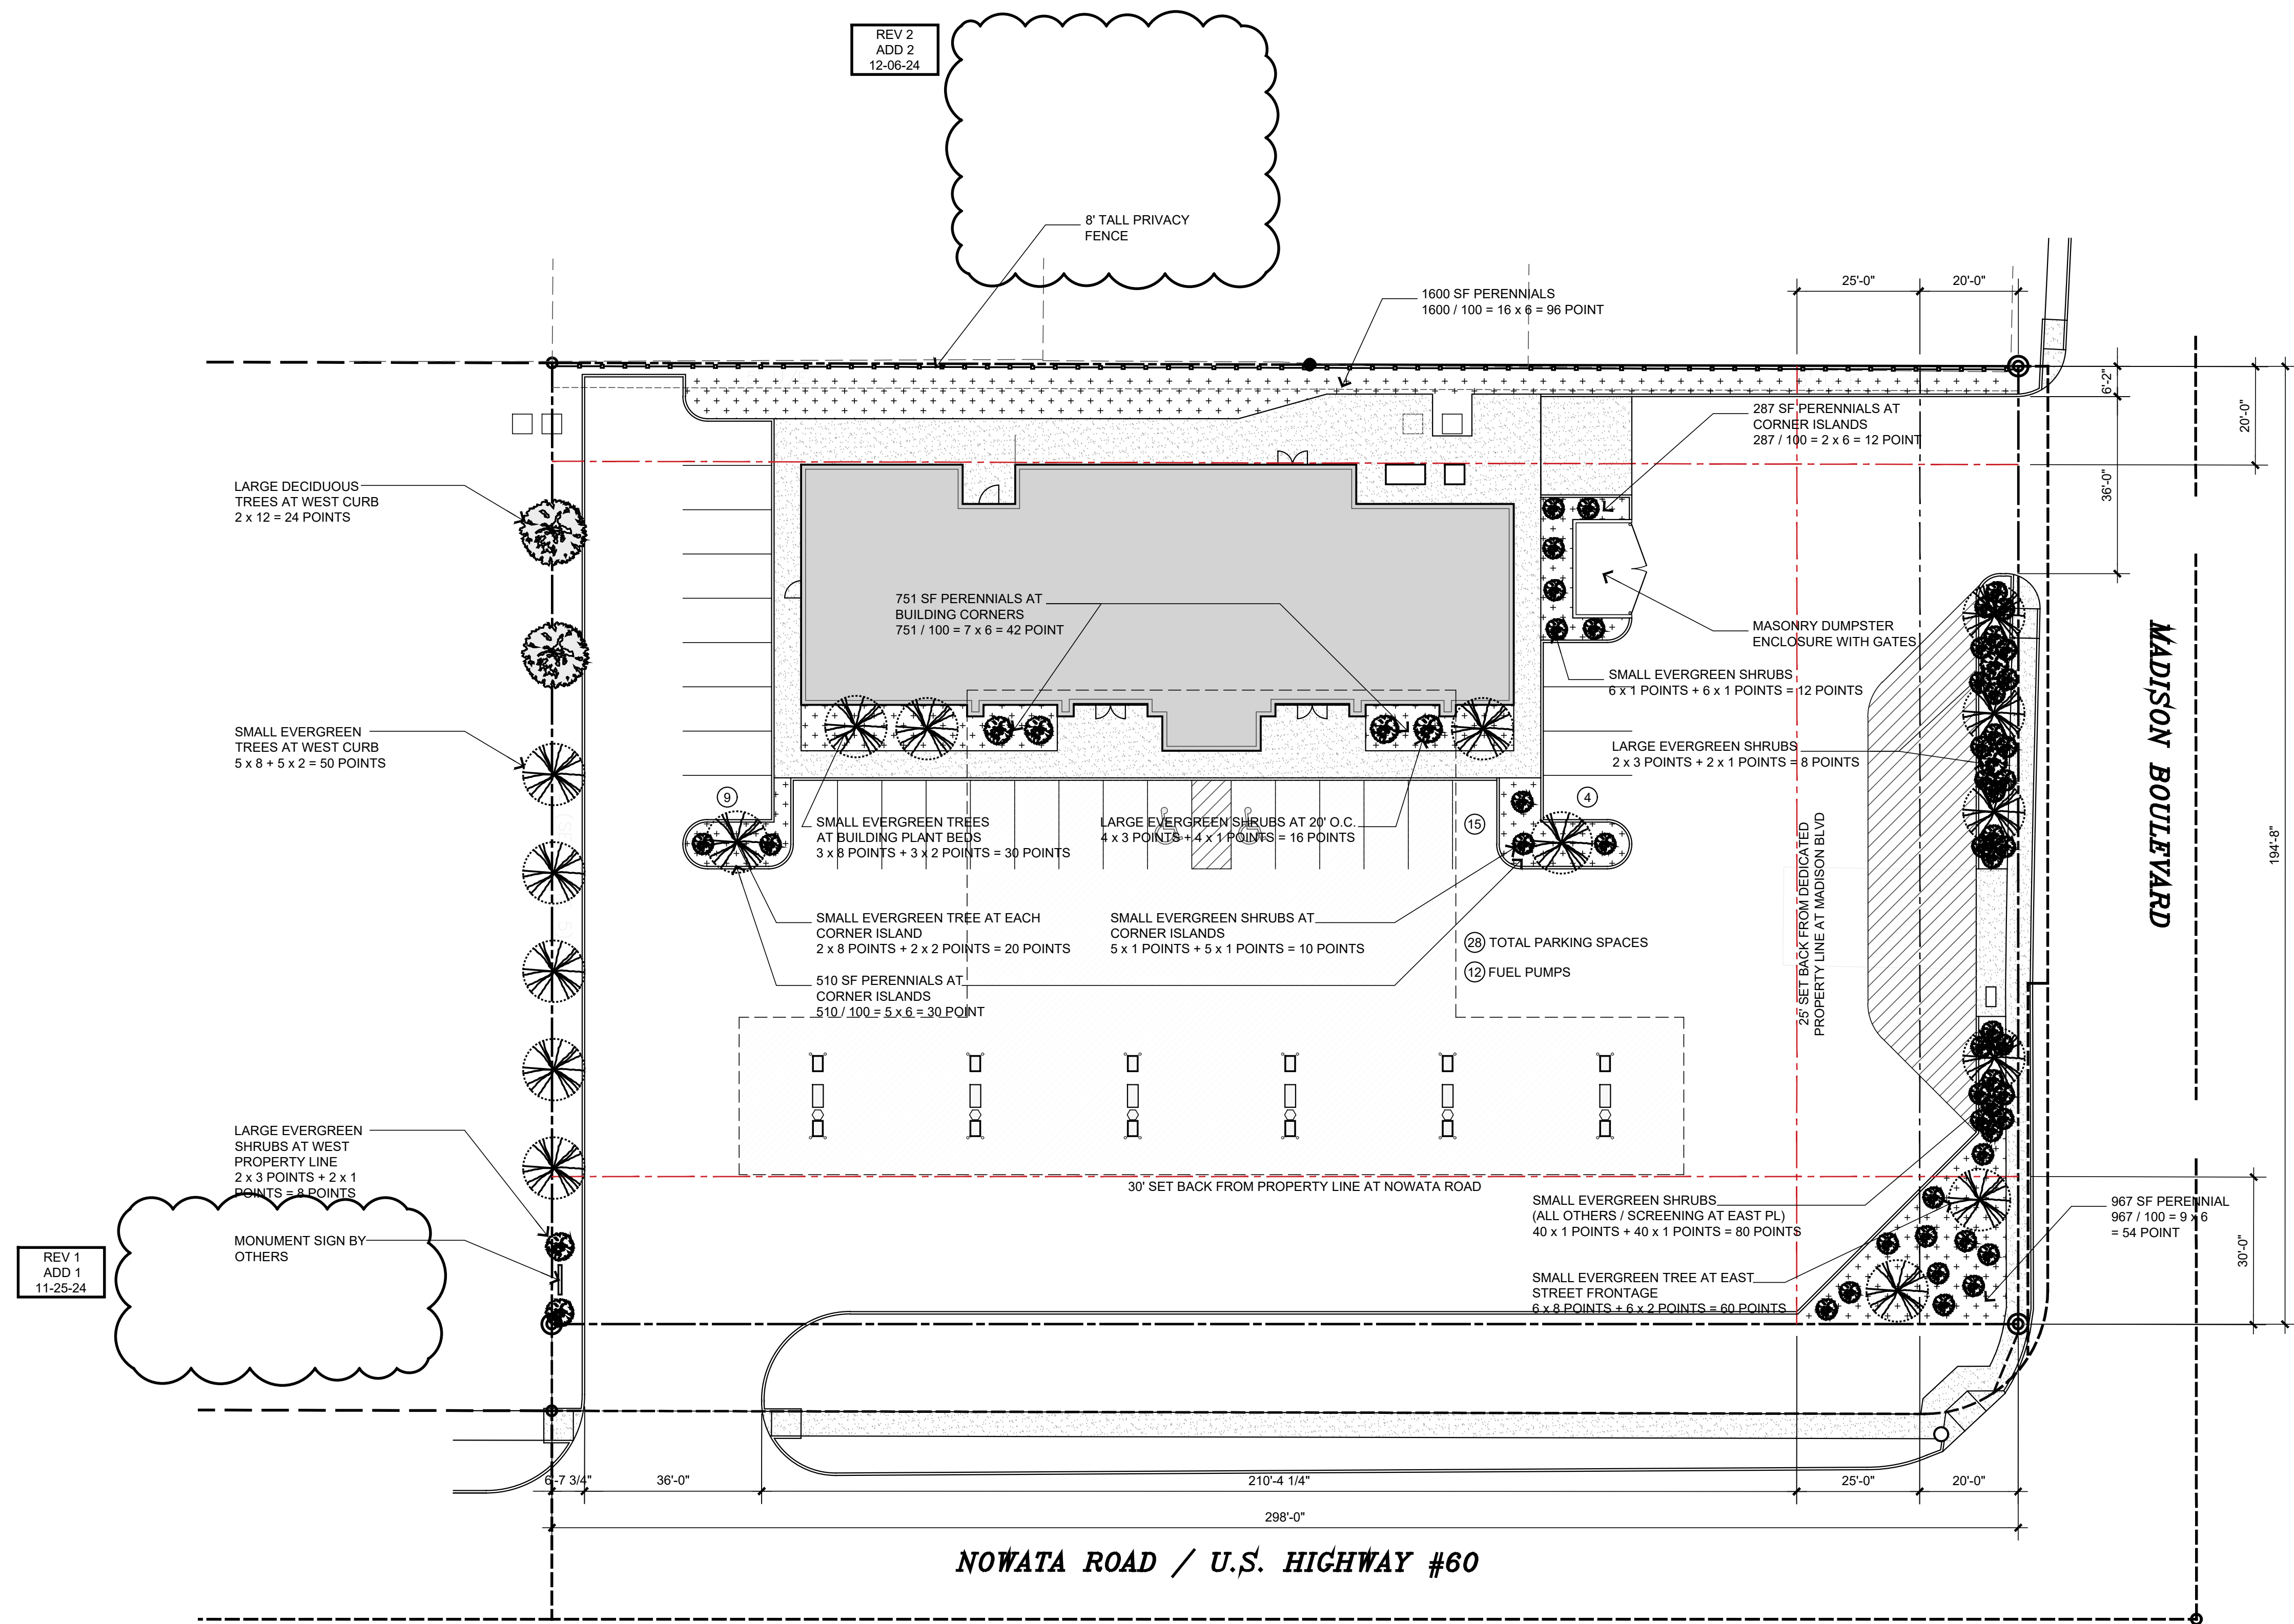 REV 2
ADD 2
12-06-24
8' TALL PRIVACY
FENCE
1600 SF PERENNIALS
1600 / 100 = 16 x 6 = 96 POINT
25'-0"
20'-0"
6'-2"
20'-0"
36'-0"
287 SF PERENNIALS AT
CORNER ISLANDS
287 / 100 = 2 x 6 = 12 POINT
LARGE DECIDUOUS
TREES AT WEST CURB
2 x 12 = 24 POINTS
751 SF PERENNIALS AT
BUILDING CORNERS
751 / 100 = 7 x 6 = 42 POINT
MASONRY DUMPSTER
ENCLOSURE WITH GATES
SMALL EVERGREEN SHRUBS
6 x 1 POINTS + 6 x 1 POINTS = 12 POINTS
MADISON BOULEVARD
SMALL EVERGREEN
TREES AT WEST CURB
5 x 8 + 5 x 2 = 50 POINTS
LARGE EVERGREEN SHRUBS
2 x 3 POINTS + 2 x 1 POINTS = 8 POINTS
9
4
15
SMALL EVERGREEN TREES
AT BUILDING PLANT BEDS
3 x 8 POINTS + 3 x 2 POINTS = 30 POINTS
LARGE EVERGREEN SHRUBS AT 20' O.C.
4 x 3 POINTS + 4 x 1 POINTS = 16 POINTS
194'-8"
25' SET BACK FROM DEDICATED
PROPERTY LINE AT MADISON BLVD
SMALL EVERGREEN TREE AT EACH
CORNER ISLAND
2 x 8 POINTS + 2 x 2 POINTS = 20 POINTS
SMALL EVERGREEN SHRUBS AT
CORNER ISLANDS
5 x 1 POINTS + 5 x 1 POINTS = 10 POINTS
28 TOTAL PARKING SPACES
12 FUEL PUMPS
510 SF PERENNIALS AT
CORNER ISLANDS
510 / 100 = 5 x 6 = 30 POINT
LARGE EVERGREEN
SHRUBS AT WEST
PROPERTY LINE
2 x 3 POINTS + 2 x 1
POINTS = 8 POINTS
30' SET BACK FROM PROPERTY LINE AT NOWATA ROAD
SMALL EVERGREEN SHRUBS
(ALL OTHERS / SCREENING AT EAST PL)
40 x 1 POINTS + 40 x 1 POINTS = 80 POINTS
967 SF PERENNIAL
967 / 100 = 9 x 6
= 54 POINT
30'-0"
MONUMENT SIGN BY
OTHERS
REV 1
ADD 1
11-25-24
SMALL EVERGREEN TREE AT EAST
STREET FRONTAGE
6 x 8 POINTS + 6 x 2 POINTS = 60 POINTS
6'-7 3/4"
36'-0"
210'-4 1/4"
25'-0"
20'-0"
298'-0"
NOWATA ROAD / U.S. HIGHWAY #60